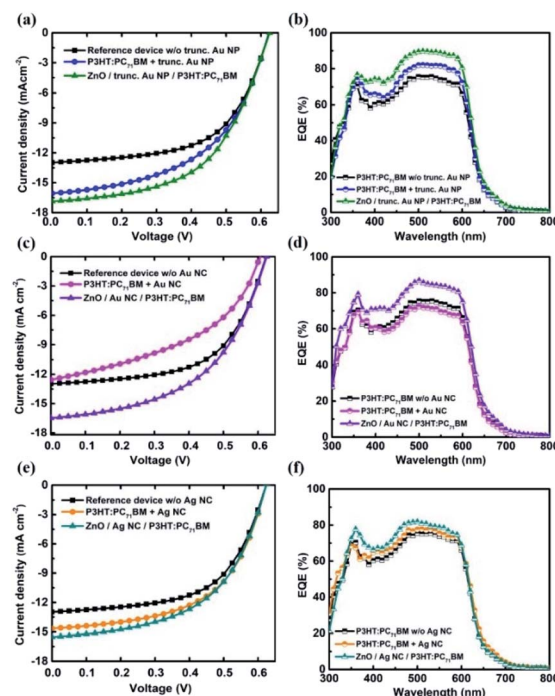 (a)
0
-3
-6
-9
-12
-15
-18
Current density (mAcm⁻²)
Reference device w/o trunc. Au NP
P3HT:PC₇₁BM + trunc. Au NP
ZnO / trunc. Au NP / P3HT:PC₇₁BM
0.0 0.1 0.2 0.3 0.4 0.5 0.6
Voltage (V)
(b)
100
80
60
40
20
0
EQE (%)
P3HT:PC₇₁BM w/o trunc. Au NP
P3HT:PC₇₁BM + trunc. Au NP
ZnO / trunc. Au NP / P3HT:PC₇₁BM
300 400 500 600 700 800
Wavelength (nm)
(c)
0
-3
-6
-9
-12
-15
-18
Current density (mA cm⁻²)
Reference device w/o Au NC
P3HT:PC₇₁BM + Au NC
ZnO / Au NC / P3HT:PC₇₁BM
0.0 0.1 0.2 0.3 0.4 0.5 0.6
Voltage (V)
(d)
100
80
60
40
20
0
EQE (%)
P3HT:PC₇₁BM w/o Au NC
P3HT:PC₇₁BM + Au NC
ZnO / Au NC / P3HT:PC₇₁BM
300 400 500 600 700 800
Wavelength (nm)
(e)
0
-3
-6
-9
-12
-15
-18
Current density (mA cm⁻²)
Reference device w/o Ag NC
P3HT:PC₇₁BM + Ag NC
ZnO / Ag NC / P3HT:PC₇₁BM
0.0 0.1 0.2 0.3 0.4 0.5 0.6
Voltage (V)
(f)
100
80
60
40
20
0
EQE (%)
P3HT:PC₇₁BM w/o Ag NC
P3HT:PC₇₁BM + Ag NC
ZnO / Ag NC / P3HT:PC₇₁BM
300 400 500 600 700 800
Wavelength (nm)